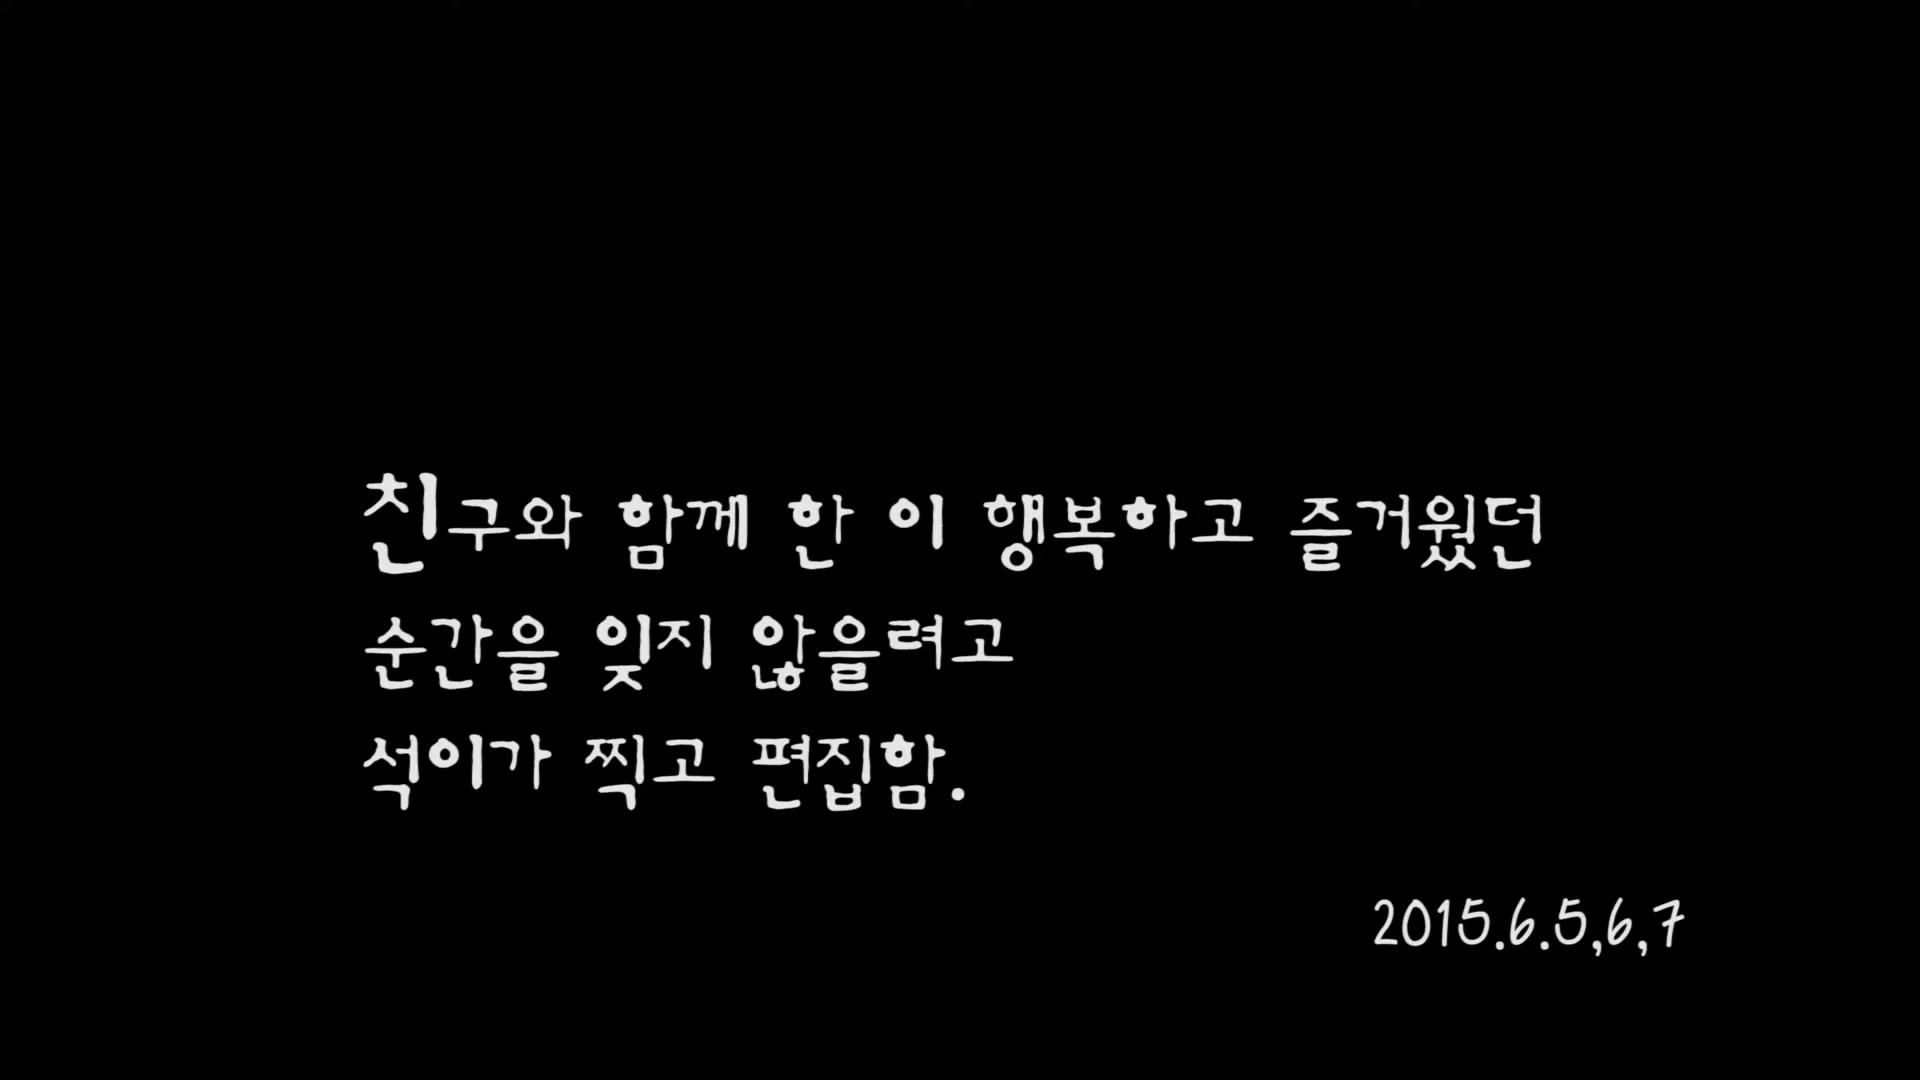 친구와 함께 한 이 행복하고 즐거웠던
순간을 잊지 않을려고
석이가 찍고 편집함.
2015.6.5,6,7